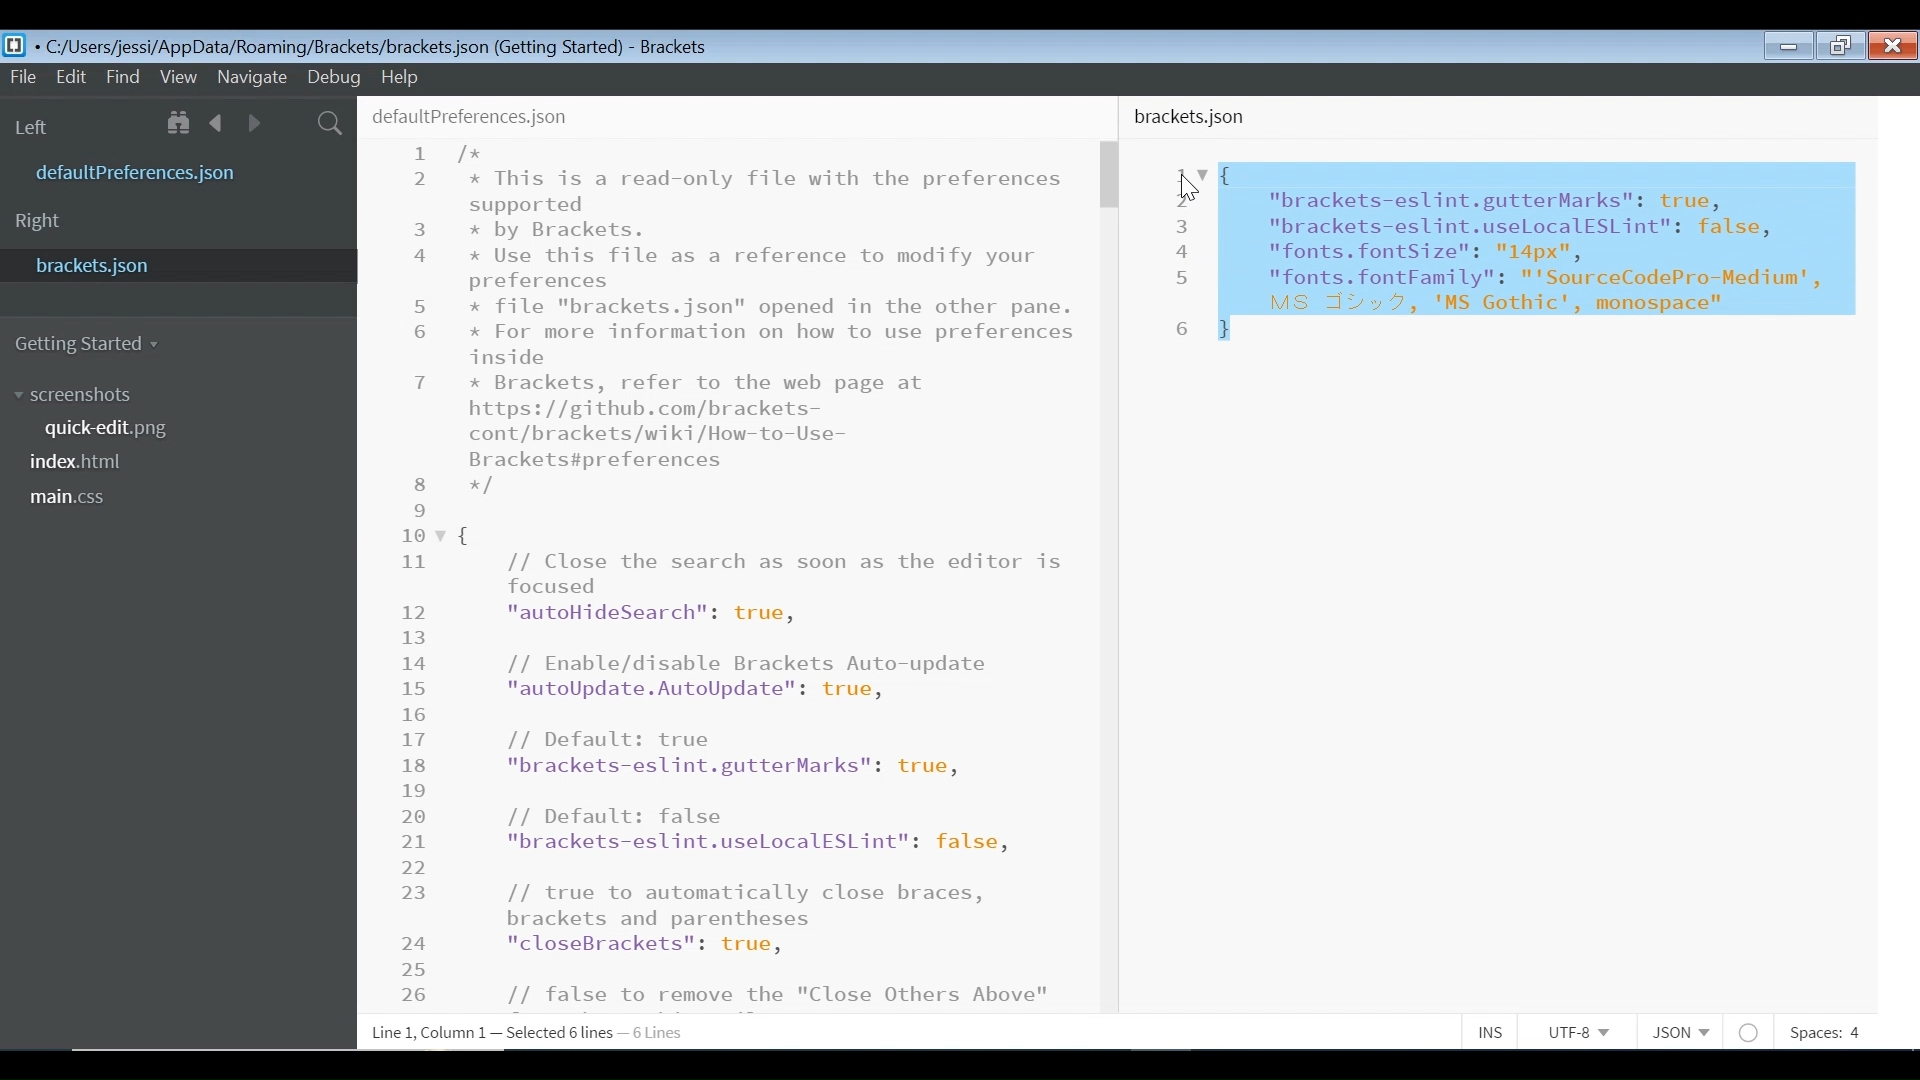 • C:/Users/jessi/AppData/Roaming/Brackets/brackets.json (Getting Started) - Brackets
File Edit Find View Navigate Debug Help
Left
defaultPreferences.json
Right
brackets.json
Getting Started
screenshots
quick-edit.png
index.html
main.css
defaultPreferences.json
1 /*
2 * This is a read-only file with the preferences
supported
3 * by Brackets.
4 * Use this file as a reference to modify your
preferences
5 * file "brackets.json" opened in the other pane.
6 * For more information on how to use preferences
inside
7 * Brackets, refer to the web page at
https://github.com/brackets-
cont/brackets/wiki/How-to-Use-
Brackets#preferences
8 */
9
10 {
11 // Close the search as soon as the editor is
focused
12 "autoHideSearch": true,
13
14 // Enable/disable Brackets Auto-update
15 "autoUpdate.AutoUpdate": true,
16
17 // Default: true
18 "brackets-eslint.gutterMarks": true,
19
20 // Default: false
21 "brackets-eslint.useLocalESLint": false,
22
23 // true to automatically close braces,
brackets and parentheses
24 "closeBrackets": true,
25
26 // false to remove the "Close Others Above"
brackets.json
1 {
2 "brackets-eslint.gutterMarks": true,
3 "brackets-eslint.useLocalESLint": false,
4 "fonts.fontSize": "14px",
5 "fonts.fontFamily": "'SourceCodePro-Medium',
MS ゴシック, 'MS Gothic', monospace"
6 }
Line 1, Column 1 — Selected 6 lines — 6 Lines
INS UTF-8 JSON Spaces: 4